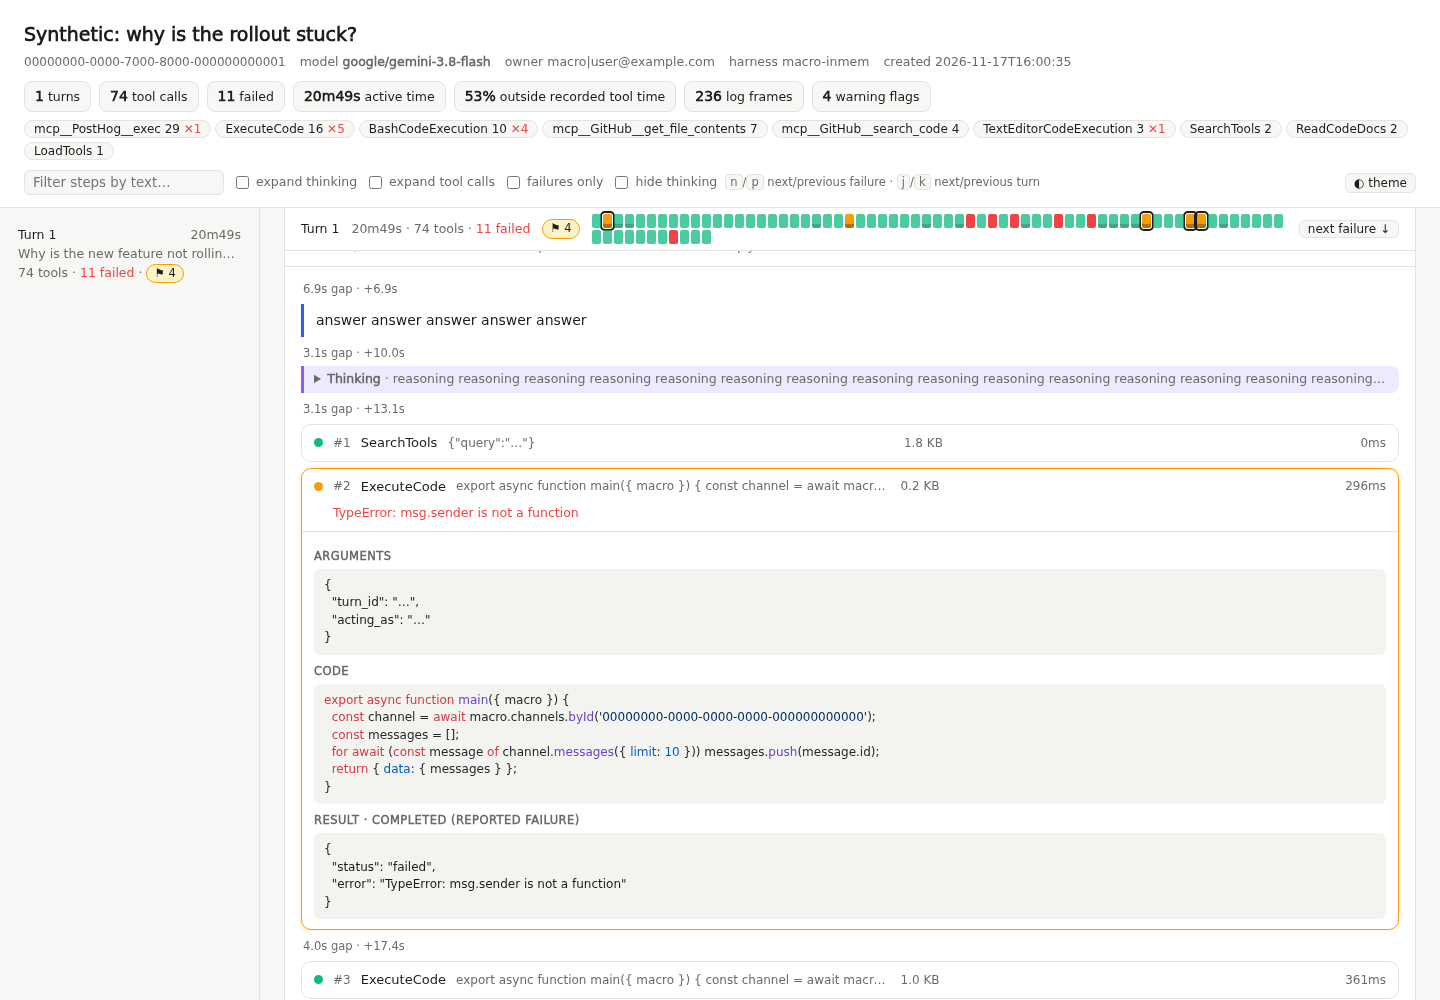 Synthetic: why is the rollout stuck?
00000000-0000-7000-8000-000000000001 model google/gemini-3.8-flash owner macro|user@example.com harness macro-inmem created 2026-11-17T16:00:35
1 turns 74 tool calls 11 failed 20m49s active time 53% outside recorded tool time 236 log frames 4 warning flags
mcp__PostHog__exec 29 ×1 ExecuteCode 16 ×5 BashCodeExecution 10 ×4 mcp__GitHub__get_file_contents 7 mcp__GitHub__search_code 4 TextEditorCodeExecution 3 ×1 SearchTools 2 ReadCodeDocs 2
LoadTools 1
Filter steps by text… expand thinking expand tool calls failures only hide thinking n/p next/previous failure · j/k next/previous turn ◐ theme
Turn 1 20m49s
Why is the new feature not rollin…
74 tools · 11 failed · ⚑ 4
Turn 1 20m49s · 74 tools · 11 failed ⚑ 4 next failure ↓
6.9s gap · +6.9s
answer answer answer answer answer
3.1s gap · +10.0s
Thinking · reasoning reasoning reasoning reasoning reasoning reasoning reasoning reasoning reasoning reasoning reasoning reasoning reasoning reasoning reasoning…
3.1s gap · +13.1s
#1 SearchTools {"query":"…"} 1.8 KB 0ms
#2 ExecuteCode export async function main({ macro }) { const channel = await macr… 0.2 KB 296ms
TypeError: msg.sender is not a function
ARGUMENTS
{
"turn_id": "…",
"acting_as": "…"
}
CODE
export async function main({ macro }) {
const channel = await macro.channels.byId('00000000-0000-0000-0000-000000000000');
const messages = [];
for await (const message of channel.messages({ limit: 10 })) messages.push(message.id);
return { data: { messages } };
}
RESULT · COMPLETED (REPORTED FAILURE)
{
"status": "failed",
"error": "TypeError: msg.sender is not a function"
}
4.0s gap · +17.4s
#3 ExecuteCode export async function main({ macro }) { const channel = await macr… 1.0 KB 361ms